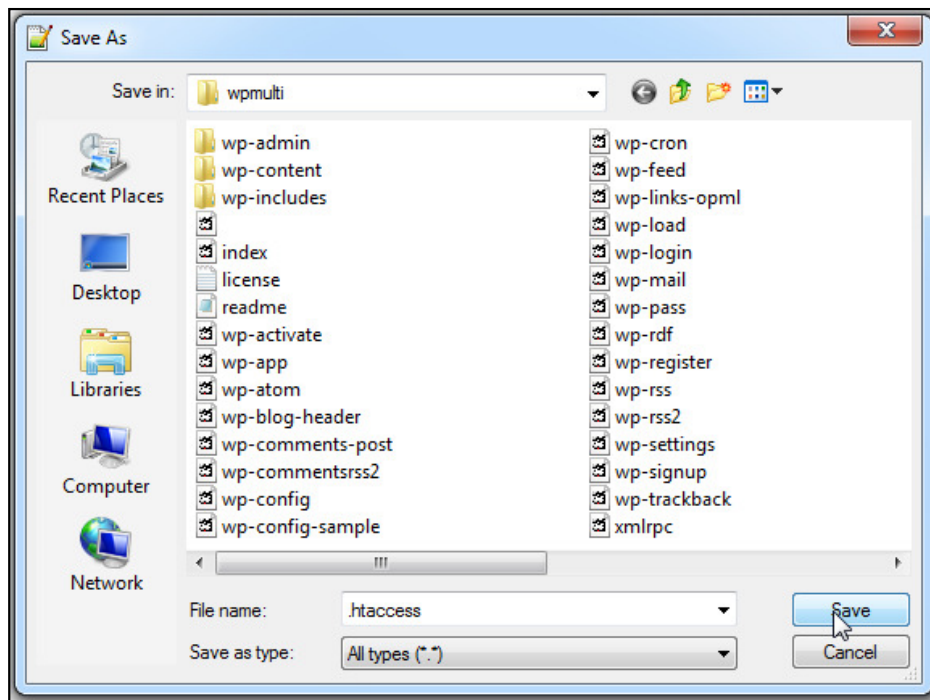 Save As
Save in:
wpmulti
Recent Places
Desktop
Libraries
Computer
Network
wp-admin
wp-content
wp-includes
index
license
readme
wp-activate
wp-app
wp-atom
wp-blog-header
wp-comments-post
wp-commentsrss2
wp-config
wp-config-sample
wp-cron
wp-feed
wp-links-opml
wp-load
wp-login
wp-mail
wp-pass
wp-rdf
wp-register
wp-rss
wp-rss2
wp-settings
wp-signup
wp-trackback
xmlrpc
File name:
.htaccess
Save
Save as type:
All types (*.*)
Cancel